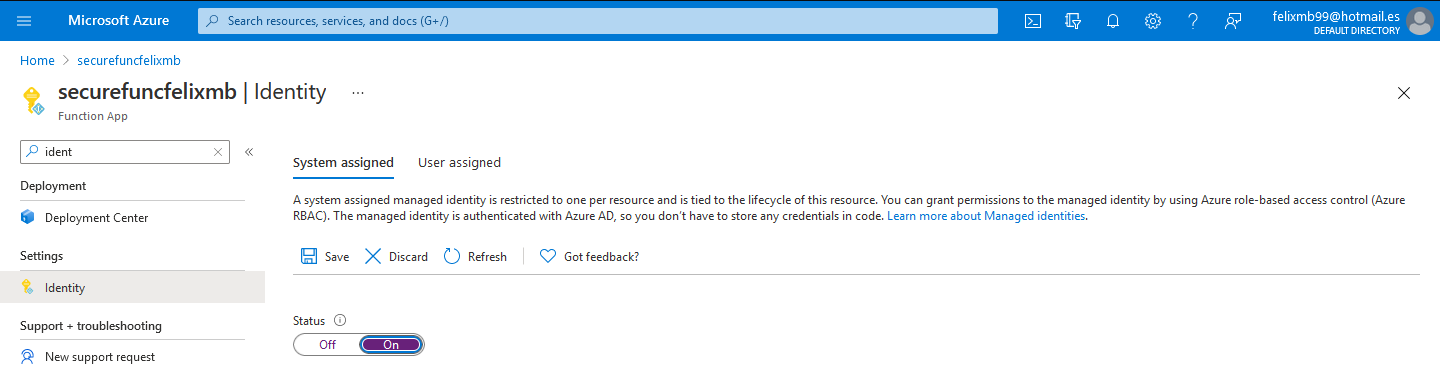 Microsoft Azure
Search resources, services, and docs (G+/)
felixmb99@hotmail.es
DEFAULT DIRECTORY
Home > securefuncfelixmb
securefuncfelixmb | Identity ...
Function App
ident
Deployment
Deployment Center
Settings
Identity
Support + troubleshooting
New support request
System assigned User assigned
A system assigned managed identity is restricted to one per resource and is tied to the lifecycle of this resource. You can grant permissions to the managed identity by using Azure role-based access control (Azure
RBAC). The managed identity is authenticated with Azure AD, so you don't have to store any credentials in code. Learn more about Managed identities.
Save Discard Refresh Got feedback?
Status
Off On